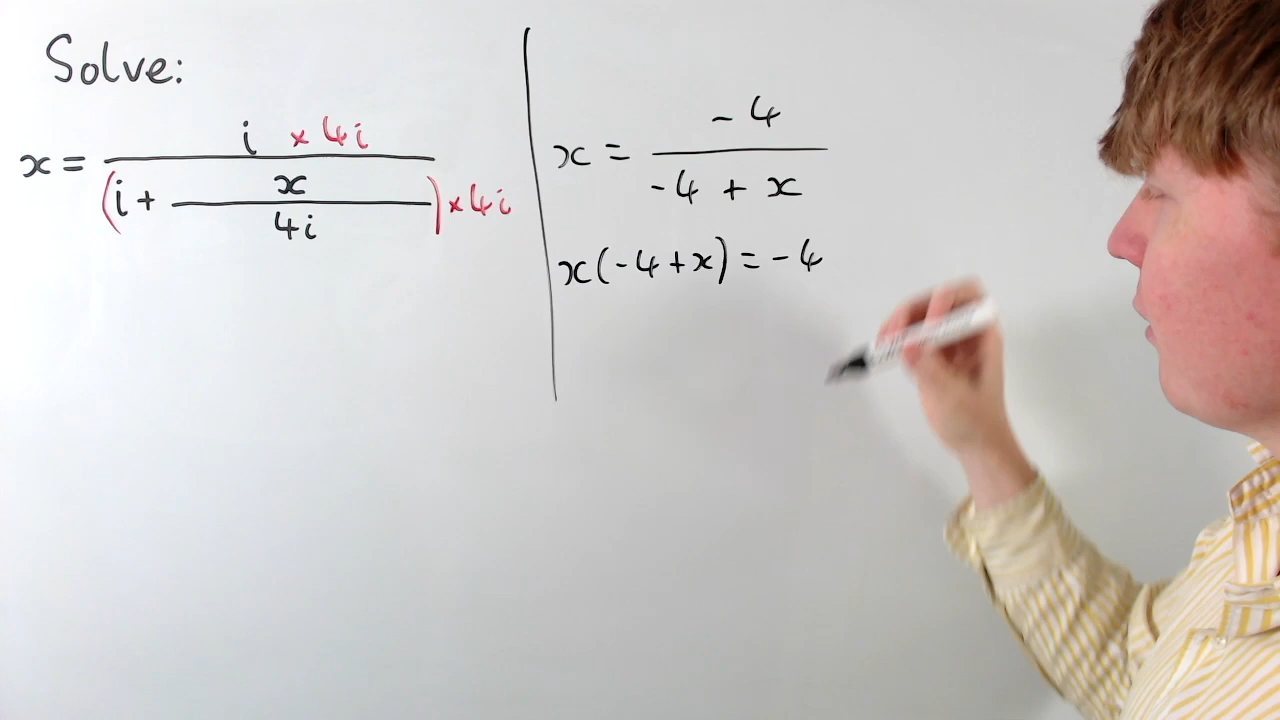 Solve:
x = (i × 4i) / ((i + x / 4i) × 4i)
x = -4 / (-4 + x)
x(-4 + x) = -4